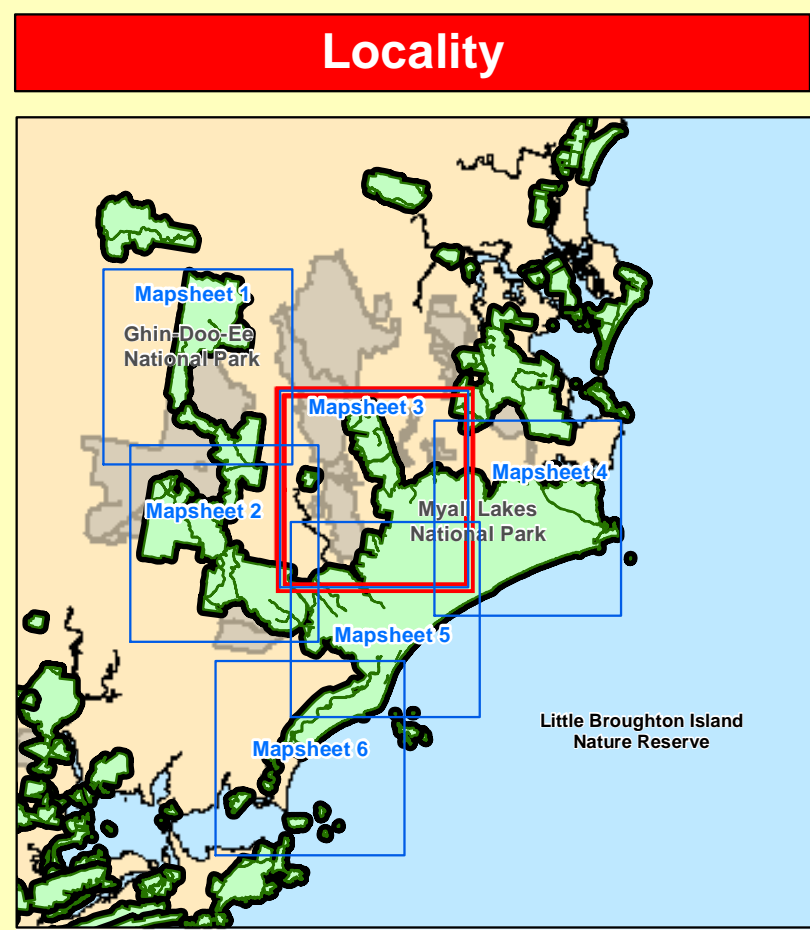 Locality
Mapsheet 1
Ghin-Doo-Ee
National Park
Mapsheet 3
Mapsheet 4
Mapsheet 2
Myall Lakes
National Park
Mapsheet 5
Little Broughton Island
Nature Reserve
Mapsheet 6